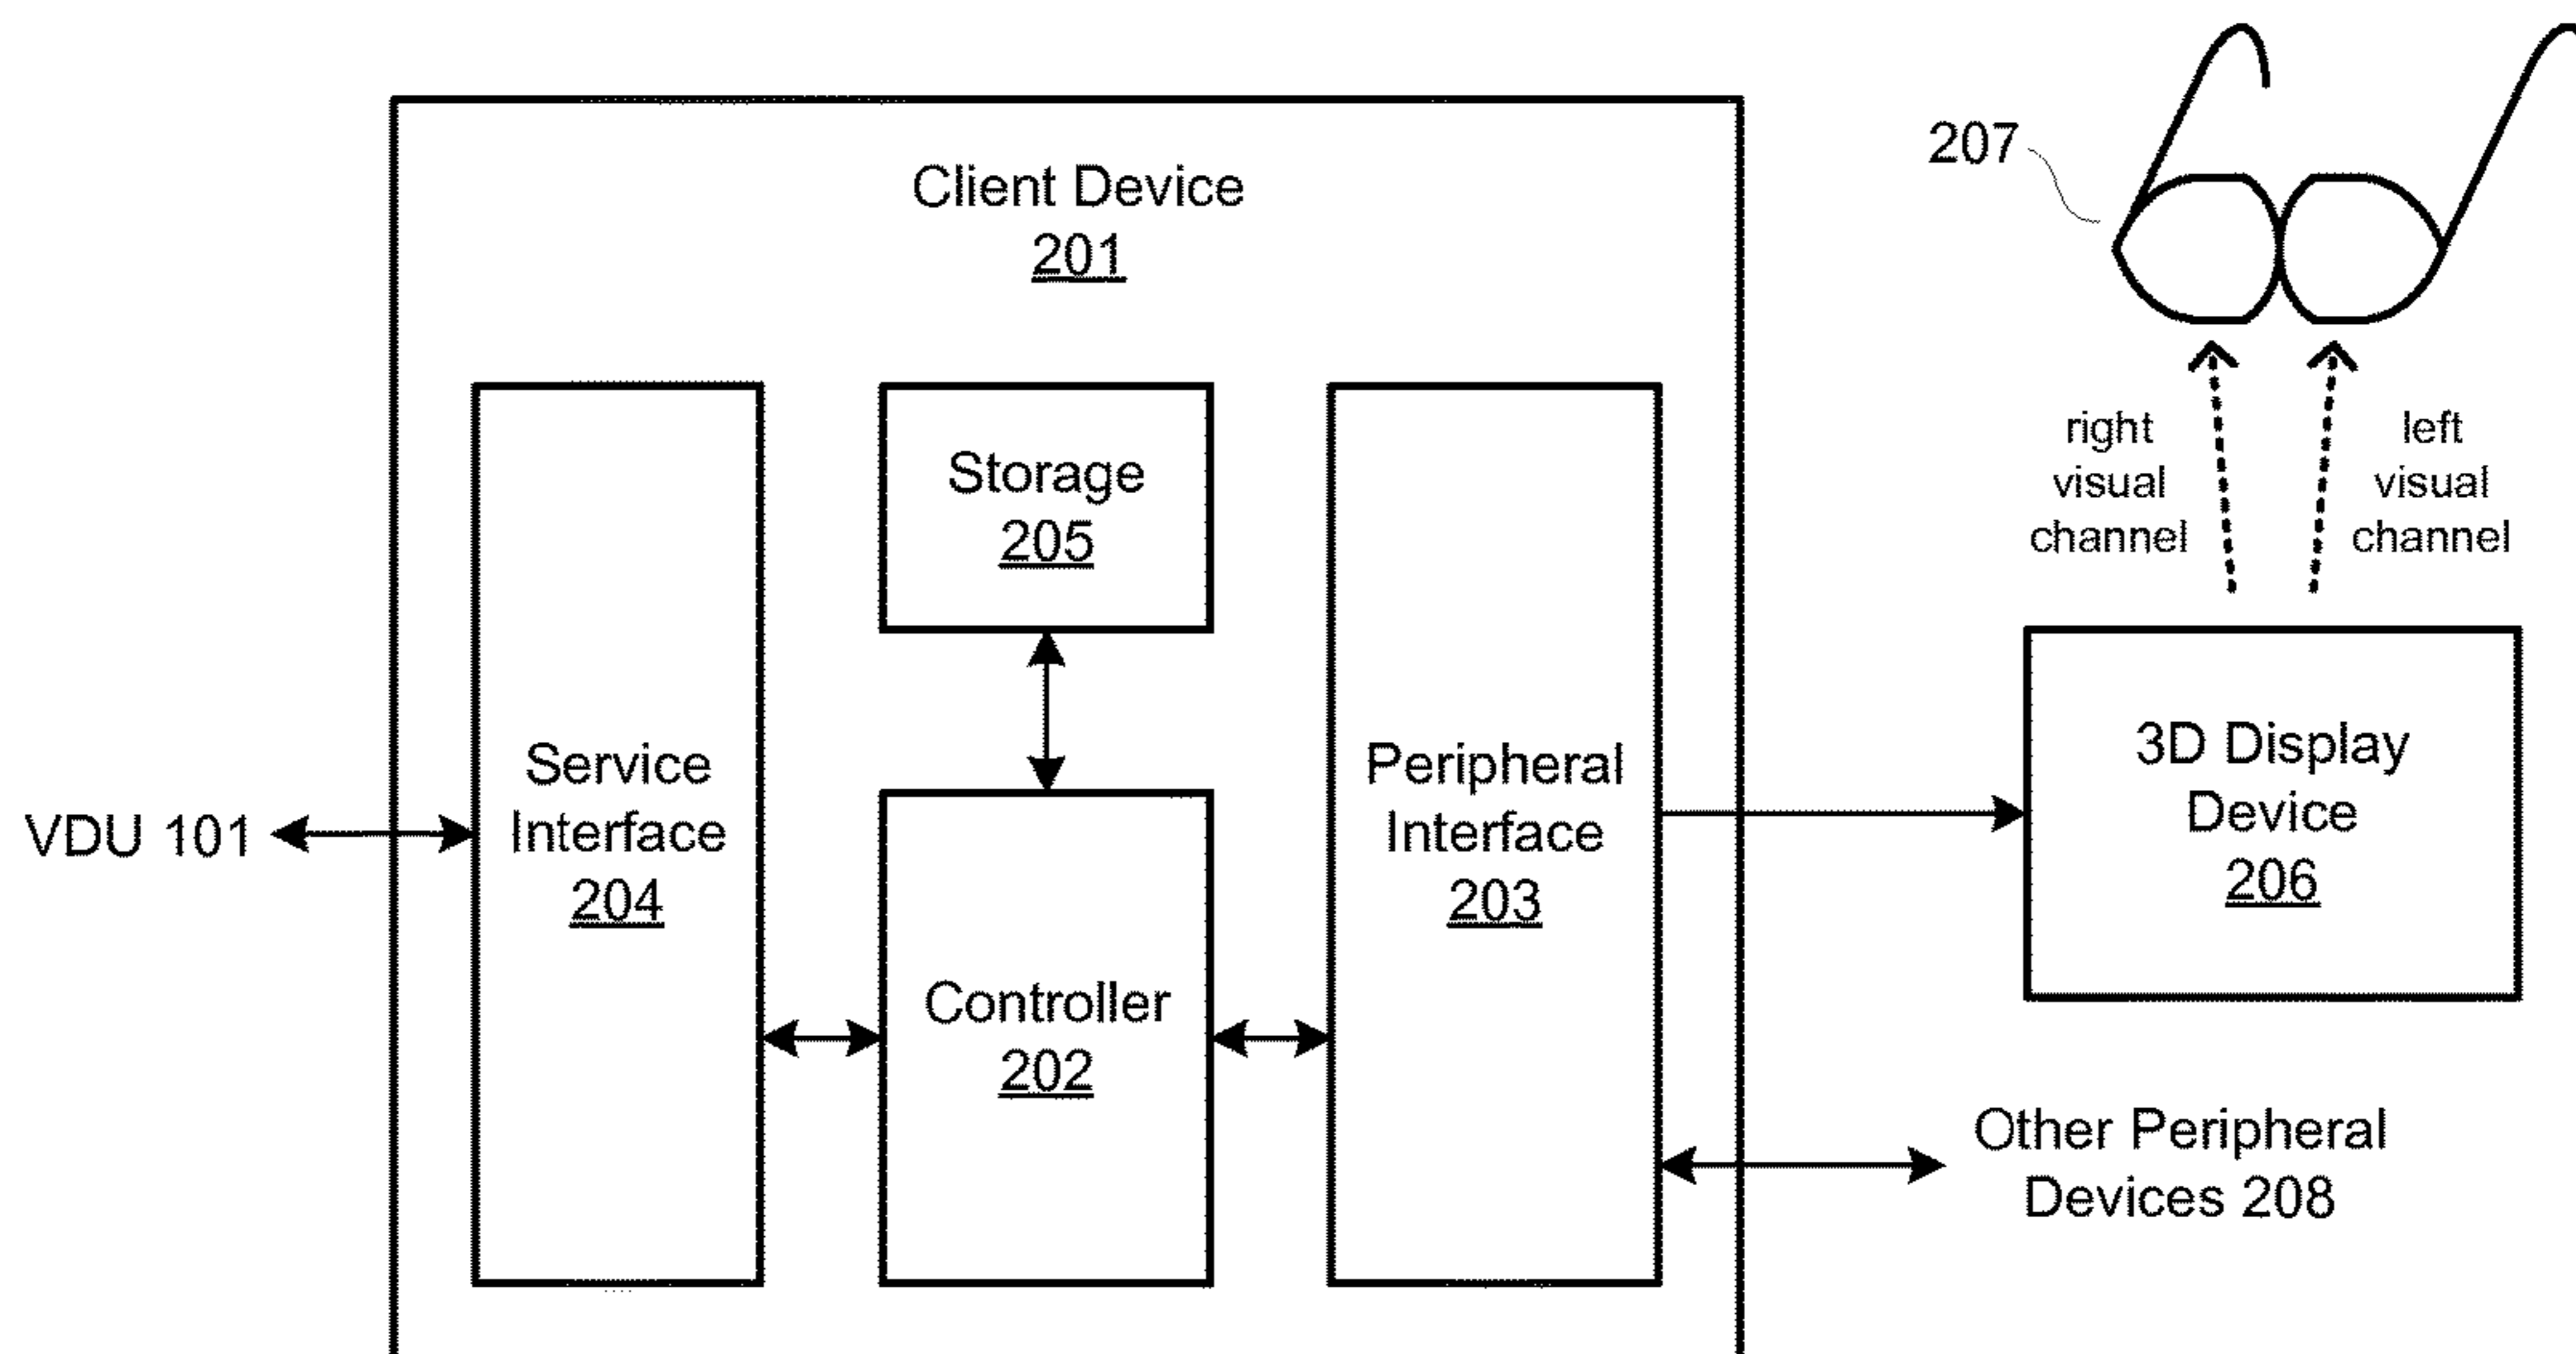 Client Device
201
207
Storage
205
right
visual
channel
left
visual
channel
VDU 101
Service
Interface
204
Controller
202
Peripheral
Interface
203
3D Display
Device
206
Other Peripheral
Devices 208